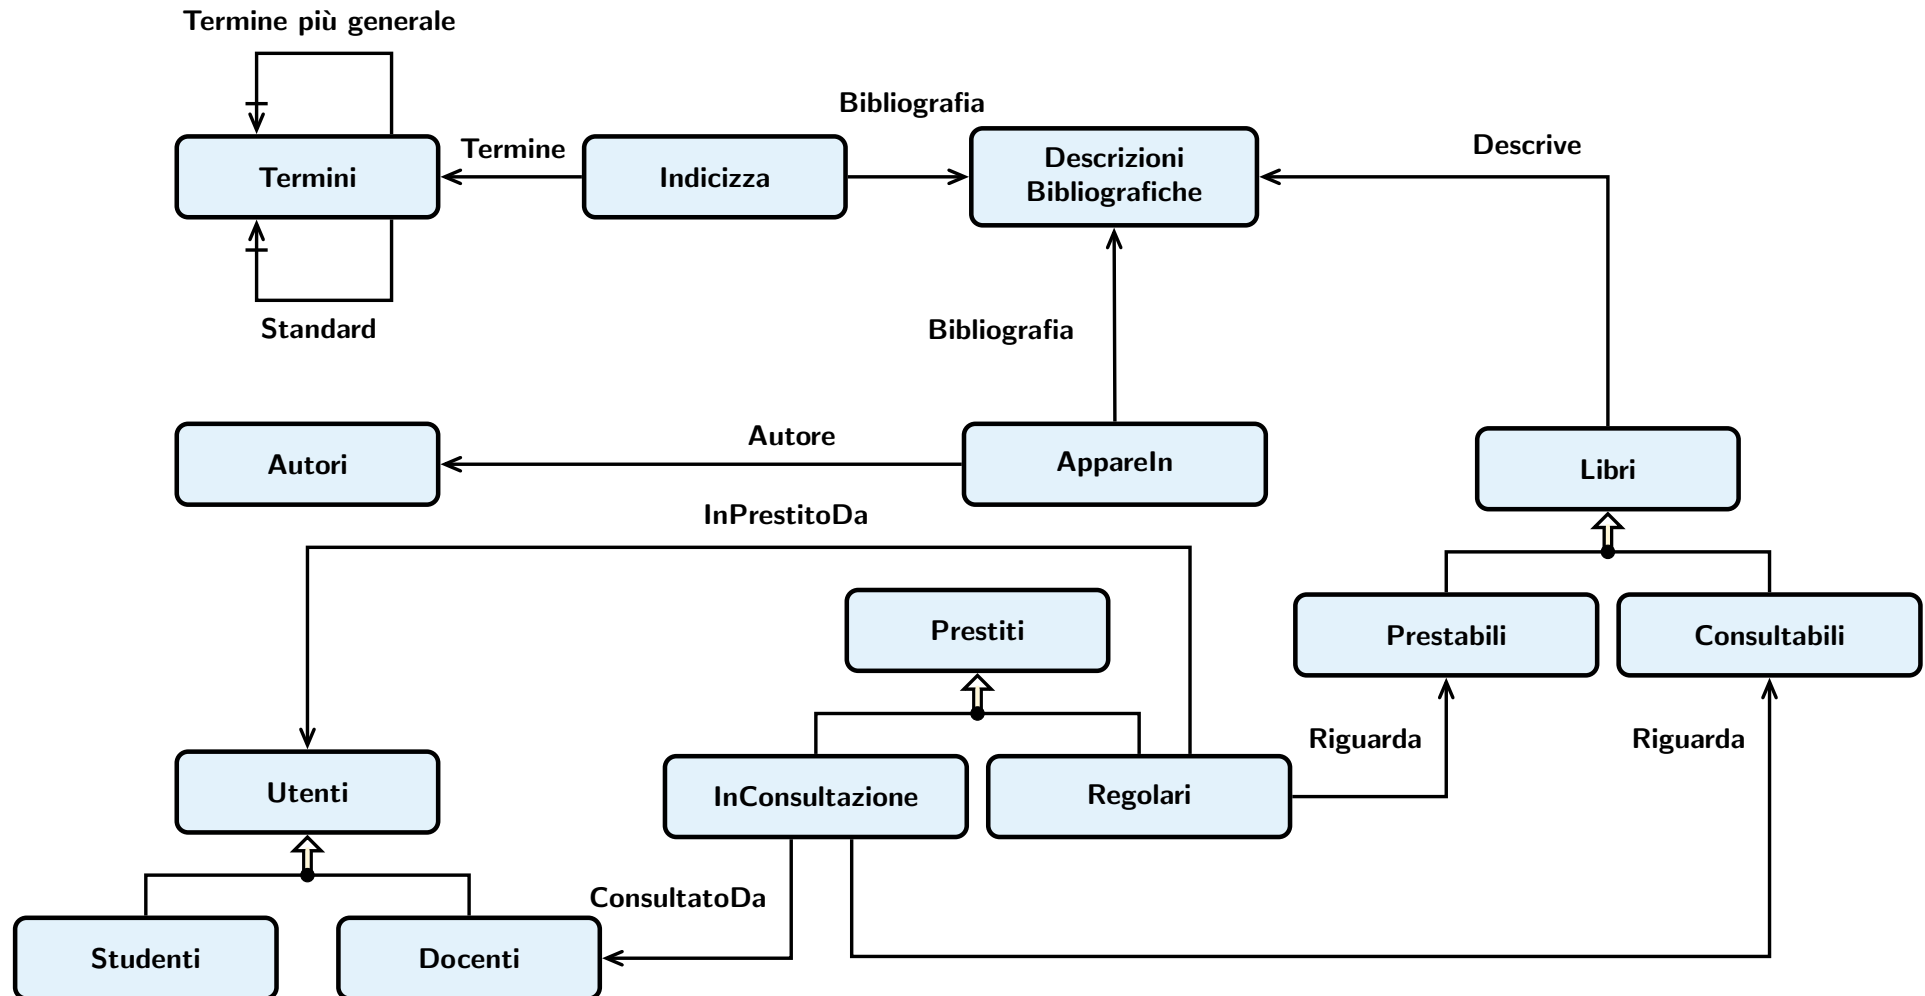 Termine più generale
Bibliografia
Termine
Descrive
Termini
Indicizza
Descrizioni
Bibliografiche
Standard
Bibliografia
Autore
Autori
AppareIn
Libri
InPrestitoDa
Prestiti
Prestabili
Consultabili
Riguarda
Riguarda
Utenti
InConsultazione
Regolari
ConsultatoDa
Studenti
Docenti